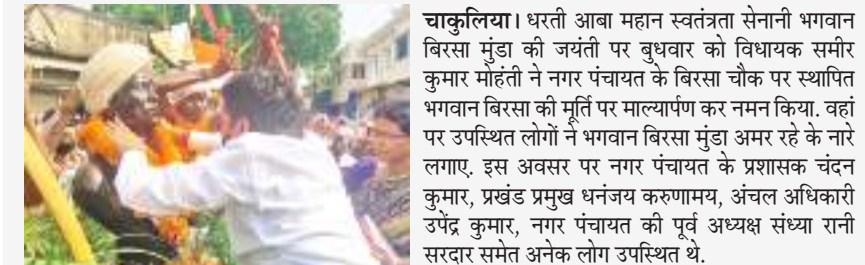 चाकुलिया। धरती आबा महान स्वतंत्रता सेनानी भगवान
बिरसा मुंडा की जयंती पर बुधवार को विधायक समीर
कुमार मोहंती ने नगर पंचायत के बिरसा चौक पर स्थापित
भगवान बिरसा की मूर्ति पर माल्यार्पण कर नमन किया. वहां
पर उपस्थित लोगों ने भगवान बिरसा मुंडा अमर रहे के नारे
लगाए. इस अवसर पर नगर पंचायत के प्रशासक चंदन
कुमार, प्रखंड प्रमुख धनंजय करुणामय, अंचल अधिकारी
उपेंद्र कुमार, नगर पंचायत की पूर्व अध्यक्ष संध्या रानी
सरदार समेत अनेक लोग उपस्थित थे.